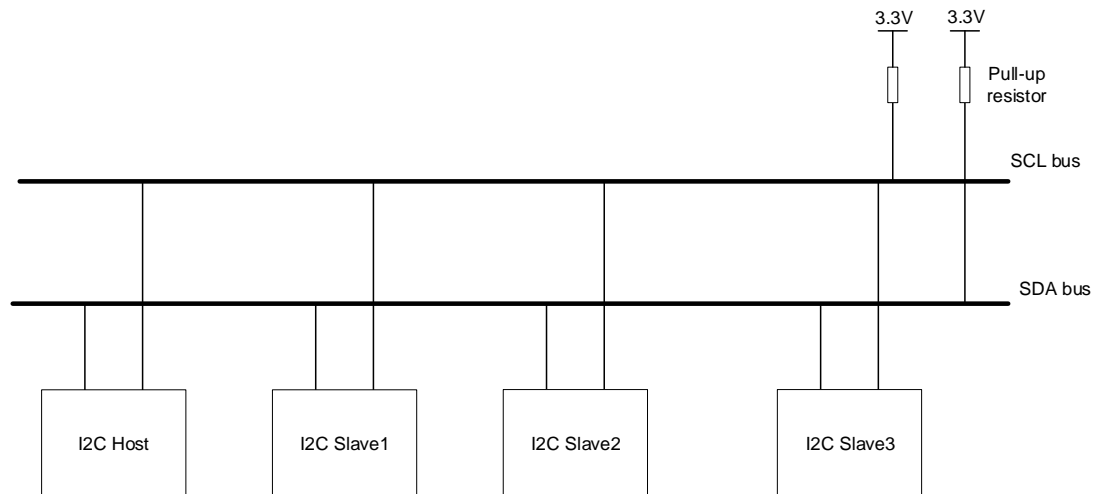 3.3V 3.3V
Pull-up
resistor
SCL bus
SDA bus
I2C Host I2C Slave1 I2C Slave2 I2C Slave3